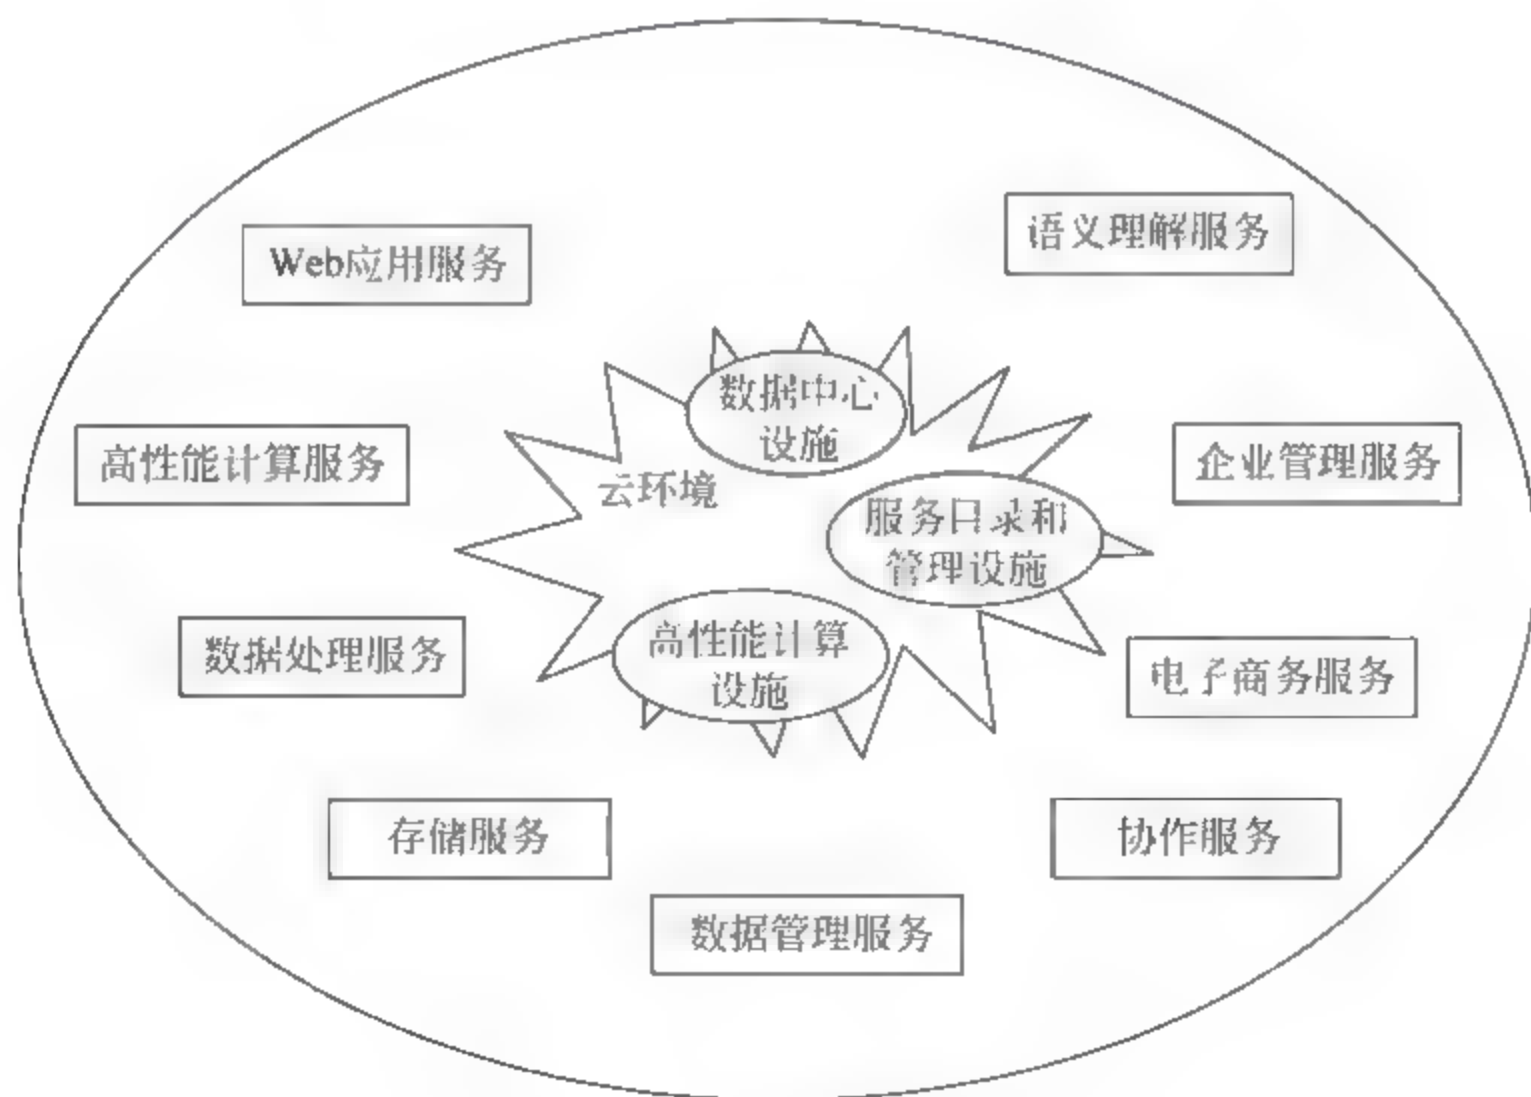 语义理解服务
Web应用服务
数据中心
设施
高性能计算服务
企业管理服务
云环境
服务目录和
管理设施
数据处理服务
高性能计算
设施
电子商务服务
存储服务
协作服务
数据管理服务